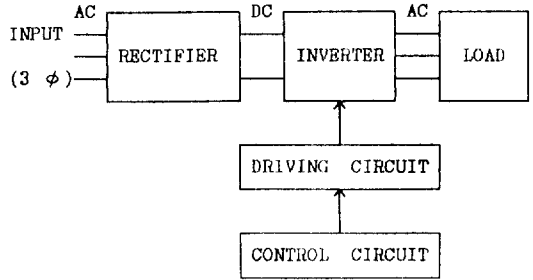 AC DC AC
INPUT
RECTIFIER INVERTER LOAD
(3 φ)
DRIVING CIRCUIT
CONTROL CIRCUIT